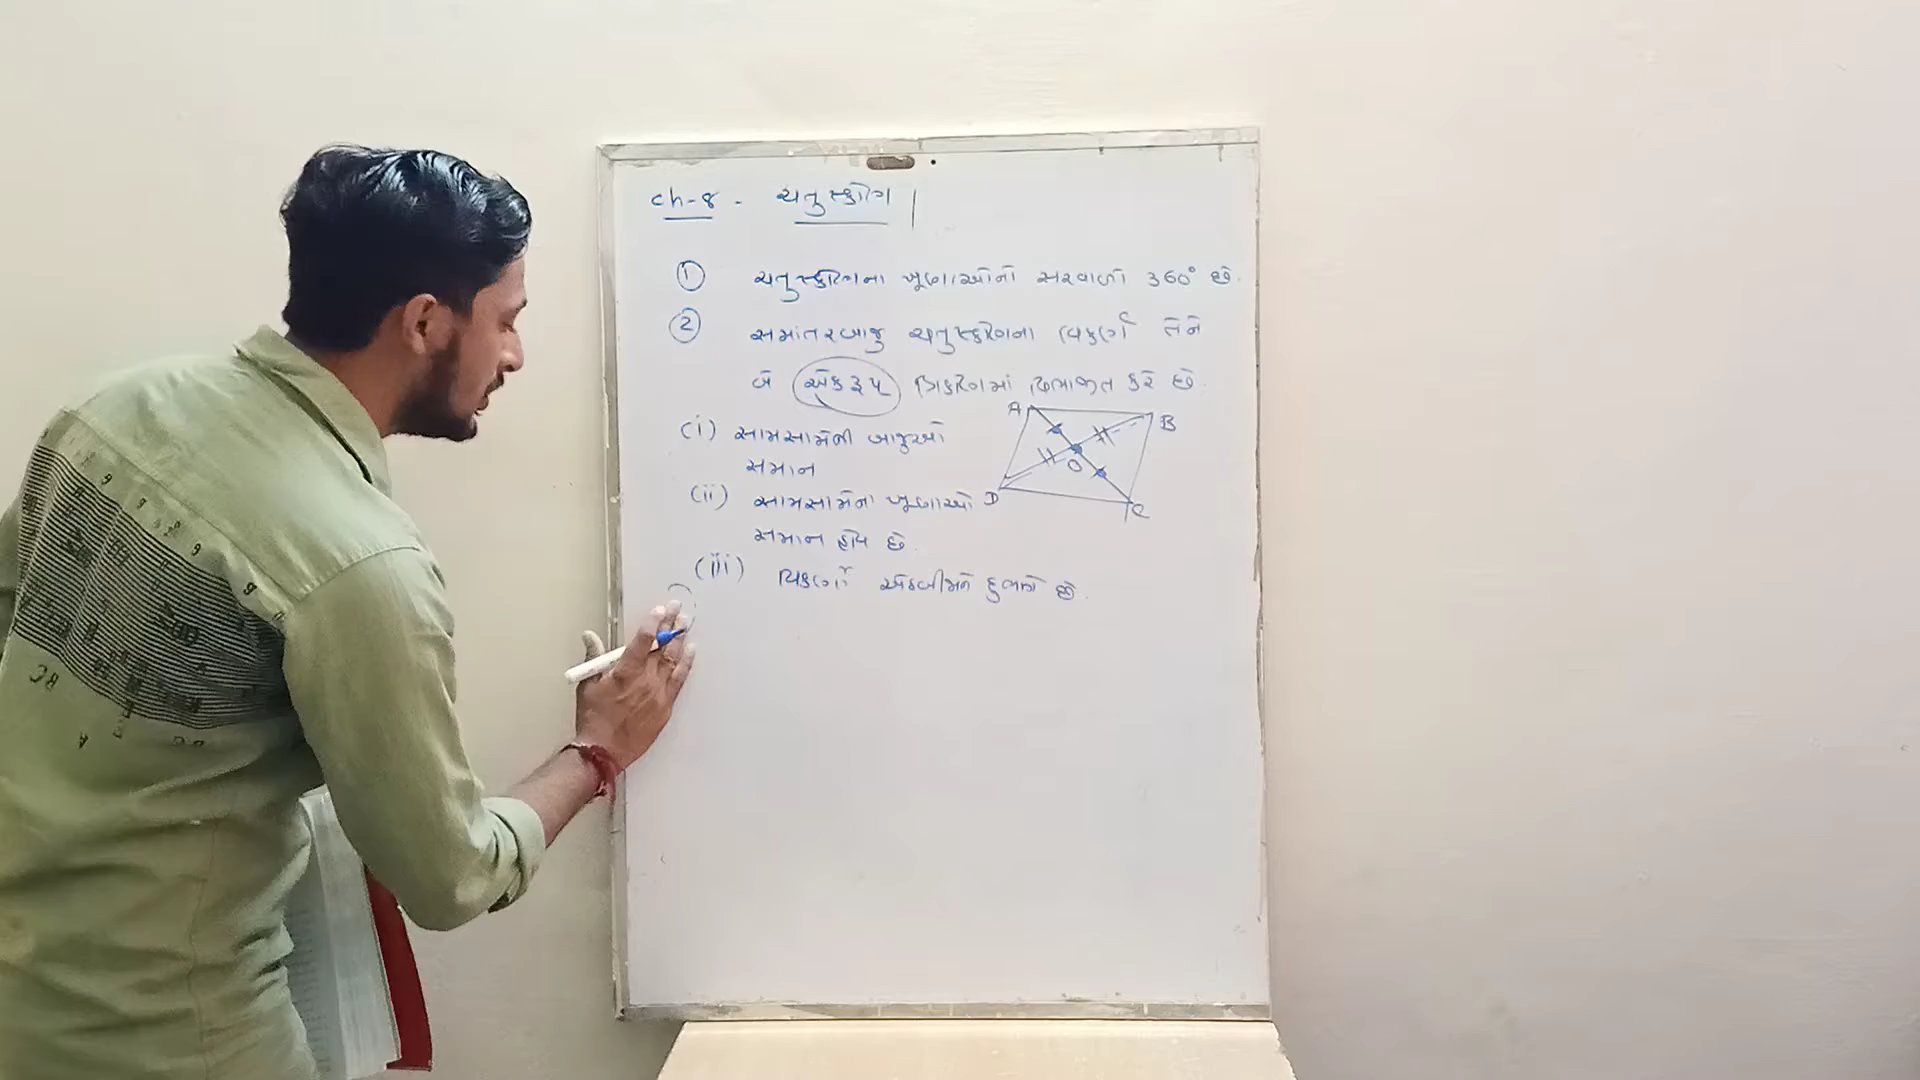 ch-8 - ચતુષ્કોણ
① ચતુષ્કોણના ખૂણાઓનો સરવાળો 360° છે.
② સમાંતરબાજુ ચતુષ્કોણના વિકર્ણ તેને
બે એકરૂપ ત્રિકોણમાં વિભાજીત કરે છે.
A B
(i) સામસામેની બાજુઓ
સમાન
O
(ii) સામસામેના ખૂણાઓ D C
સમાન હોય છે.
(iii) વિકર્ણો એકબીજાને દુભાગે છે.